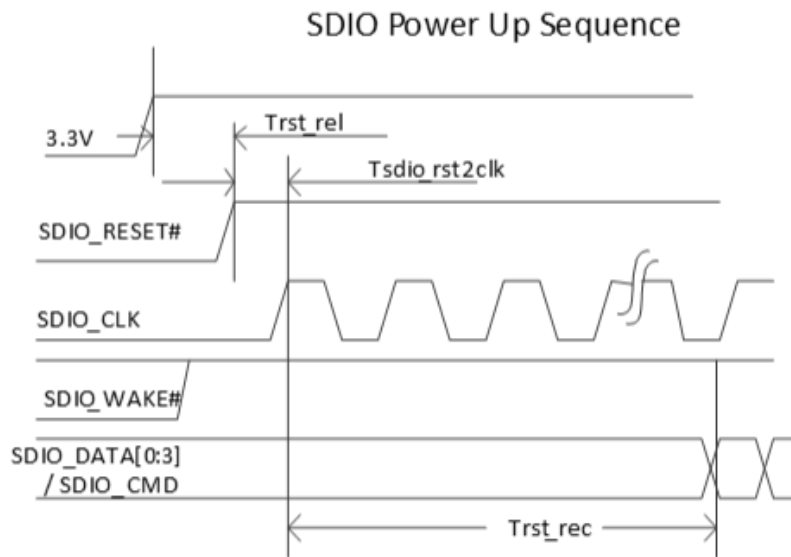 SDIO Power Up Sequence
3.3V
Trst_rel
Tsdio_rst2clk
SDIO_RESET#
SDIO_CLK
SDIO_WAKE#
SDIO_DATA[0:3]
/ SDIO_CMD
Trst_rec